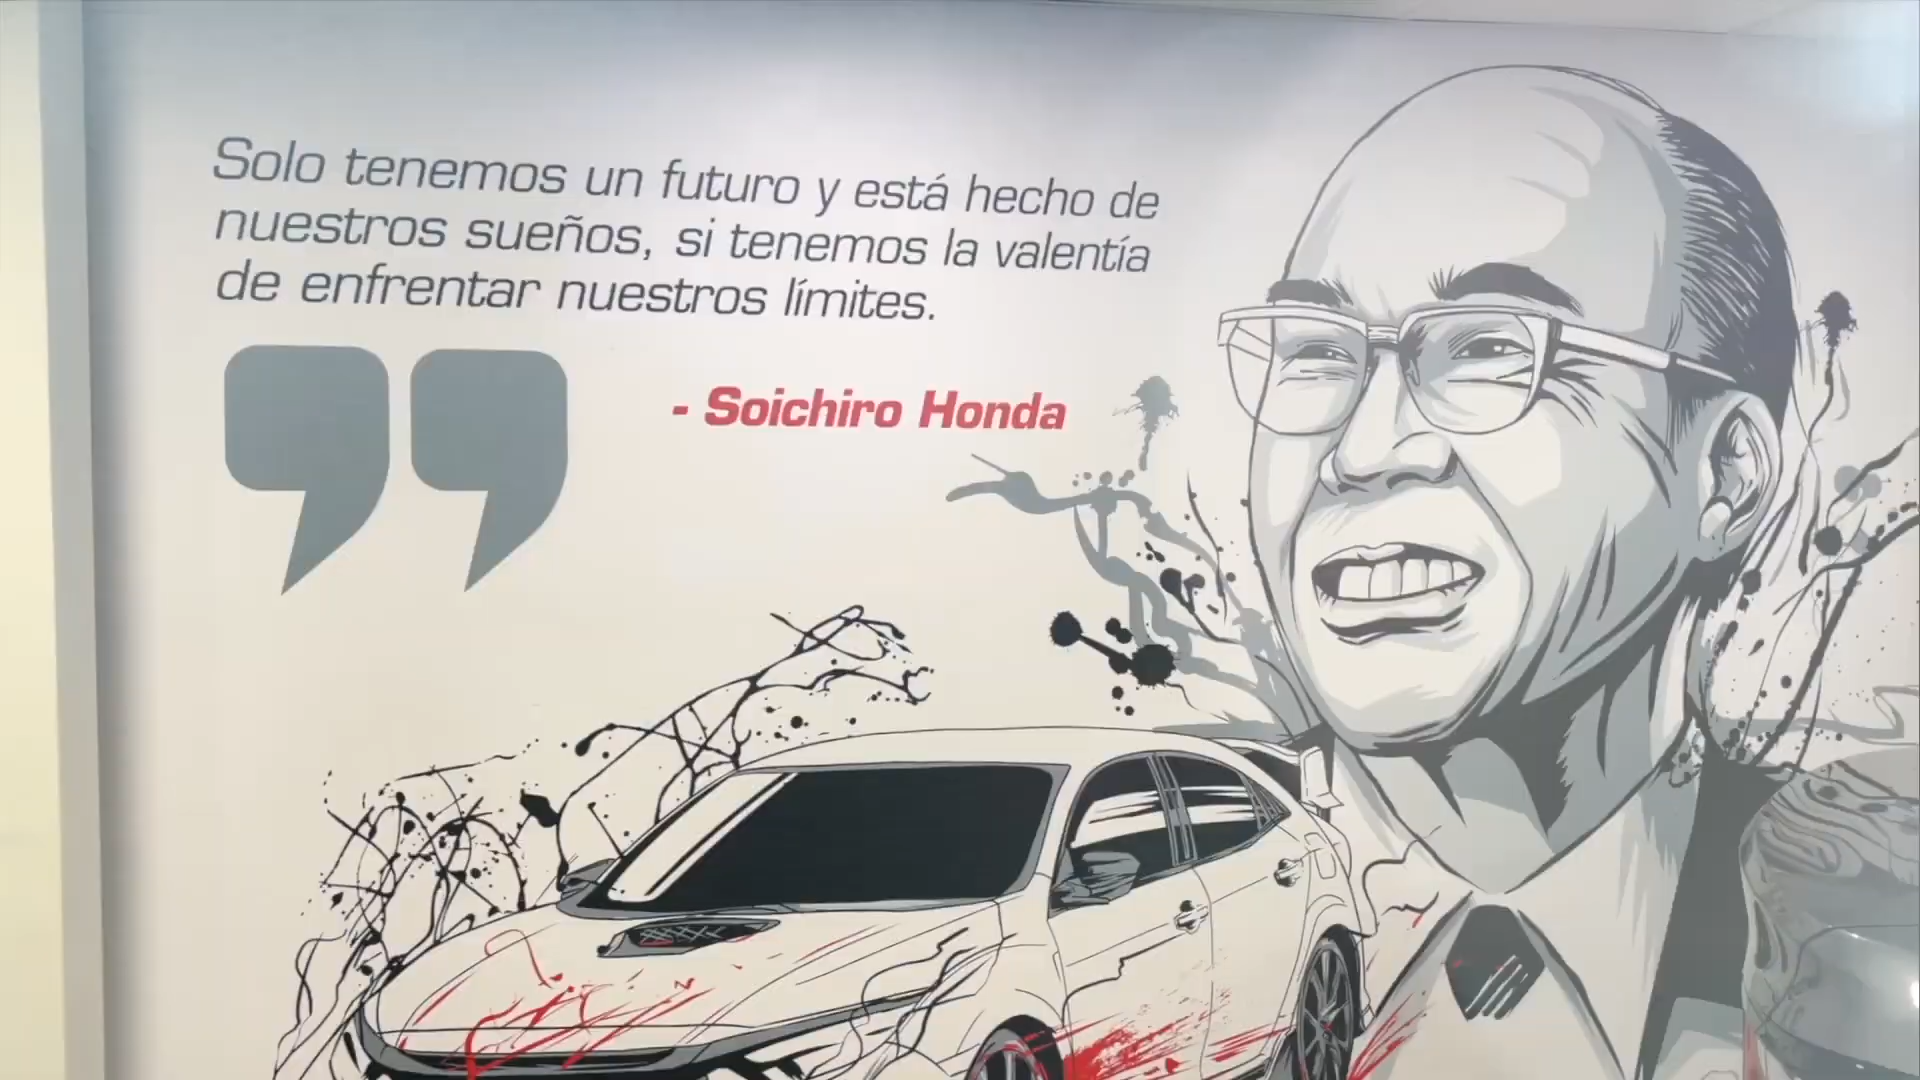 Solo tenemos un futuro y está hecho de
nuestros sueños, si tenemos la valentía
de enfrentar nuestros límites.
- Soichiro Honda